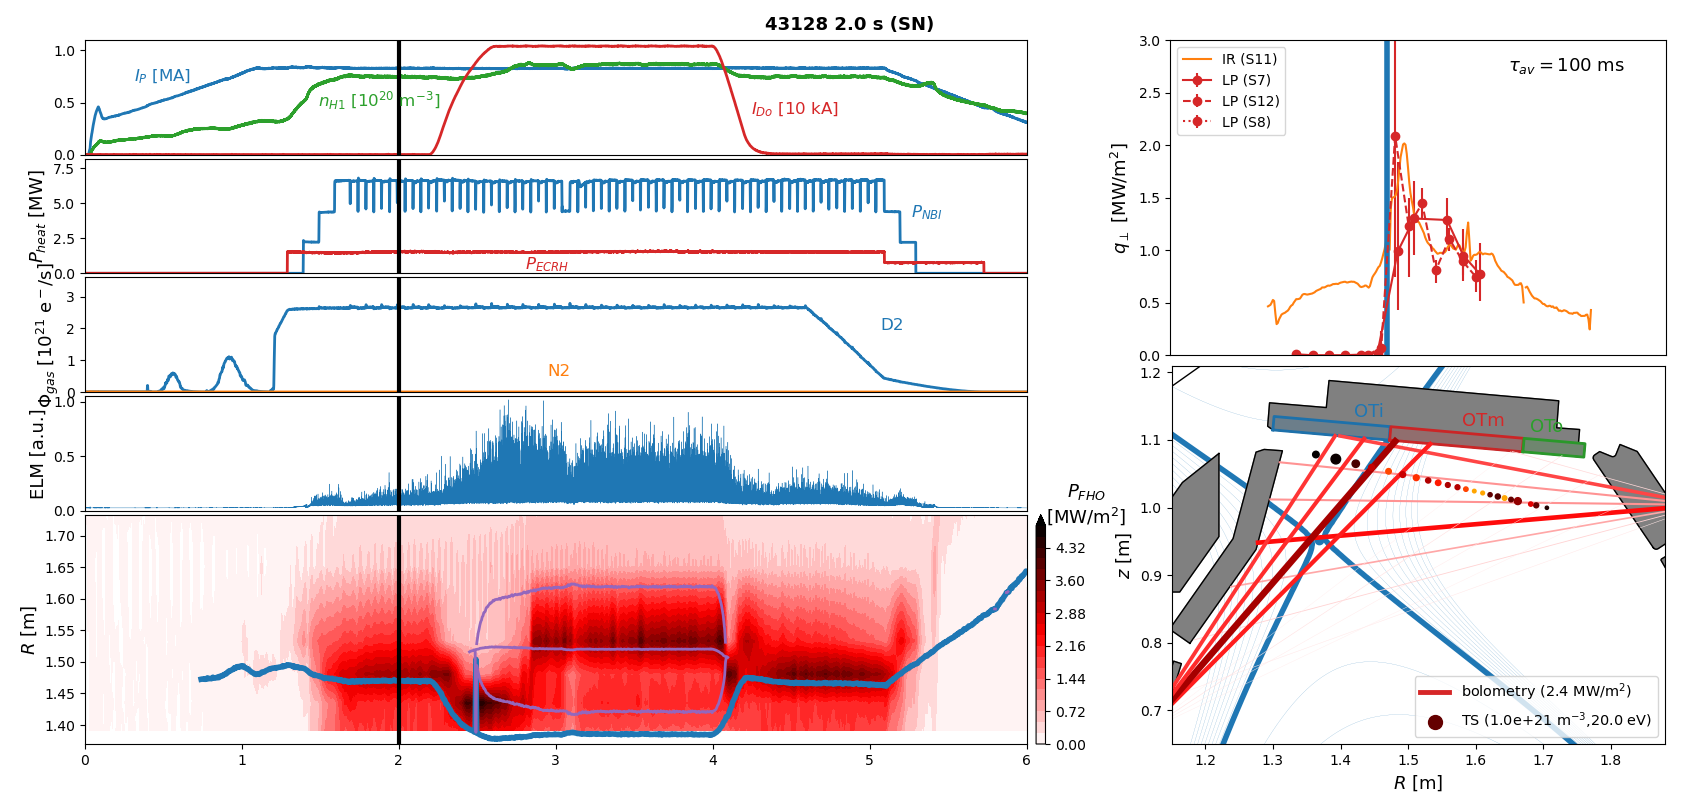 43128 2.0 s (SN)
1.0
0.5
0.0
I_P [MA]
n_H1 [10^20 m^−3]
I_Do [10 kA]
7.5
5.0
2.5
0.0
P_heat [MW]
P_NBI
P_ECRH
3
2
1
0
Φ_gas [10^21 e^−/s]
D2
N2
1.0
0.5
0.0
ELM [a.u.]
1.70
1.65
1.60
1.55
1.50
1.45
1.40
R [m]
0 1 2 3 4 5 6
P_FHO
[MW/m^2]
4.32
3.60
2.88
2.16
1.44
0.72
0.00
3.0
2.5
2.0
1.5
1.0
0.5
0.0
q_⊥ [MW/m^2]
IR (S11)
LP (S7)
LP (S12)
LP (S8)
τ_av = 100 ms
1.2
1.1
1.0
0.9
0.8
0.7
z [m]
OTi
OTm
OTo
bolometry (2.4 MW/m^2)
TS (1.0e+21 m^−3,20.0 eV)
1.2 1.3 1.4 1.5 1.6 1.7 1.8
R [m]